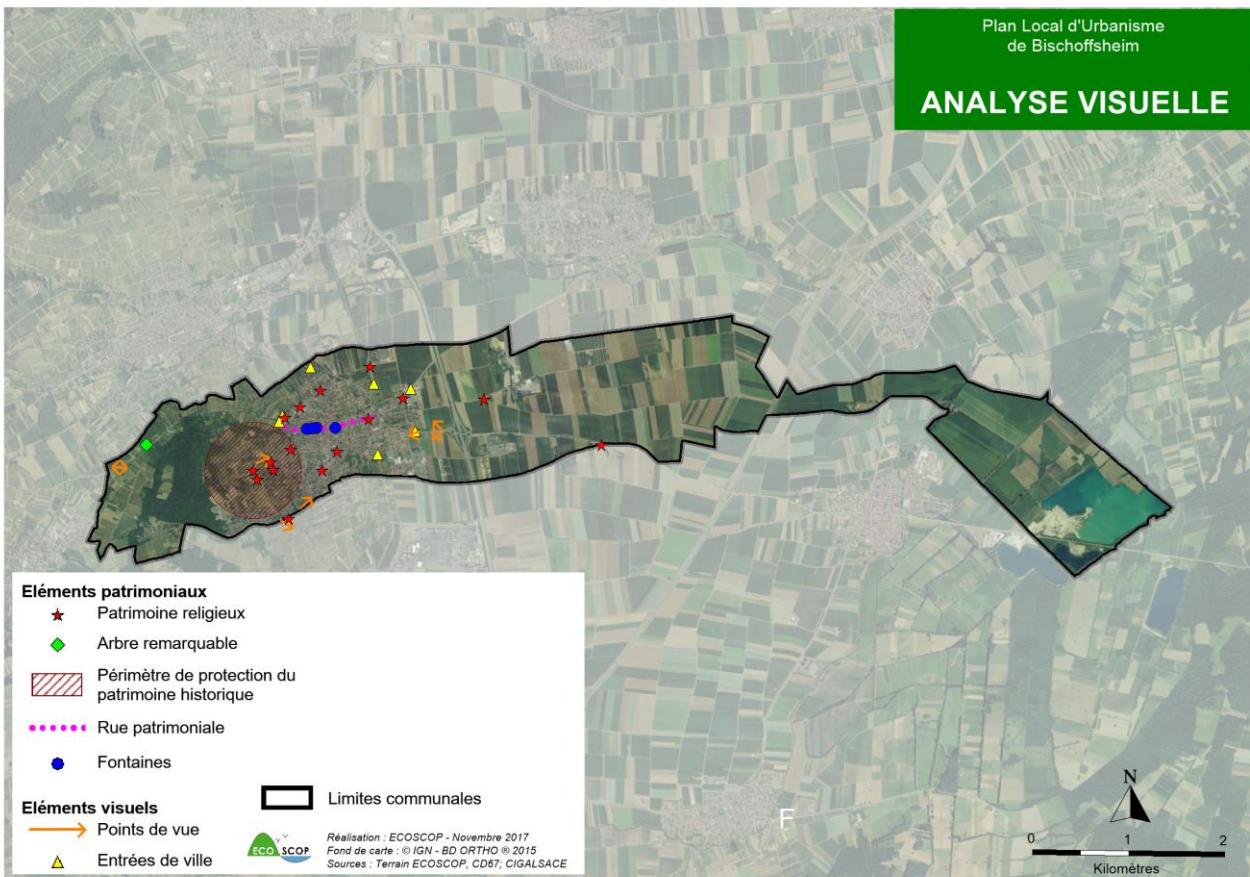 Plan Local d'Urbanisme
de Bischoffsheim
ANALYSE VISUELLE
Eléments patrimoniaux
Patrimoine religieux
Arbre remarquable
Périmètre de protection du
patrimoine historique
Rue patrimoniale
Fontaines
Eléments visuels
Points de vue
Entrées de ville
Limites communales
ECO SCOP
Réalisation : ECOSCOP - Novembre 2017
Fond de carte : © IGN - BD ORTHO ® 2015
Sources : Terrain ECOSCOP, CD67; CIGALSACE
F
N
0 1 2
Kilomètres